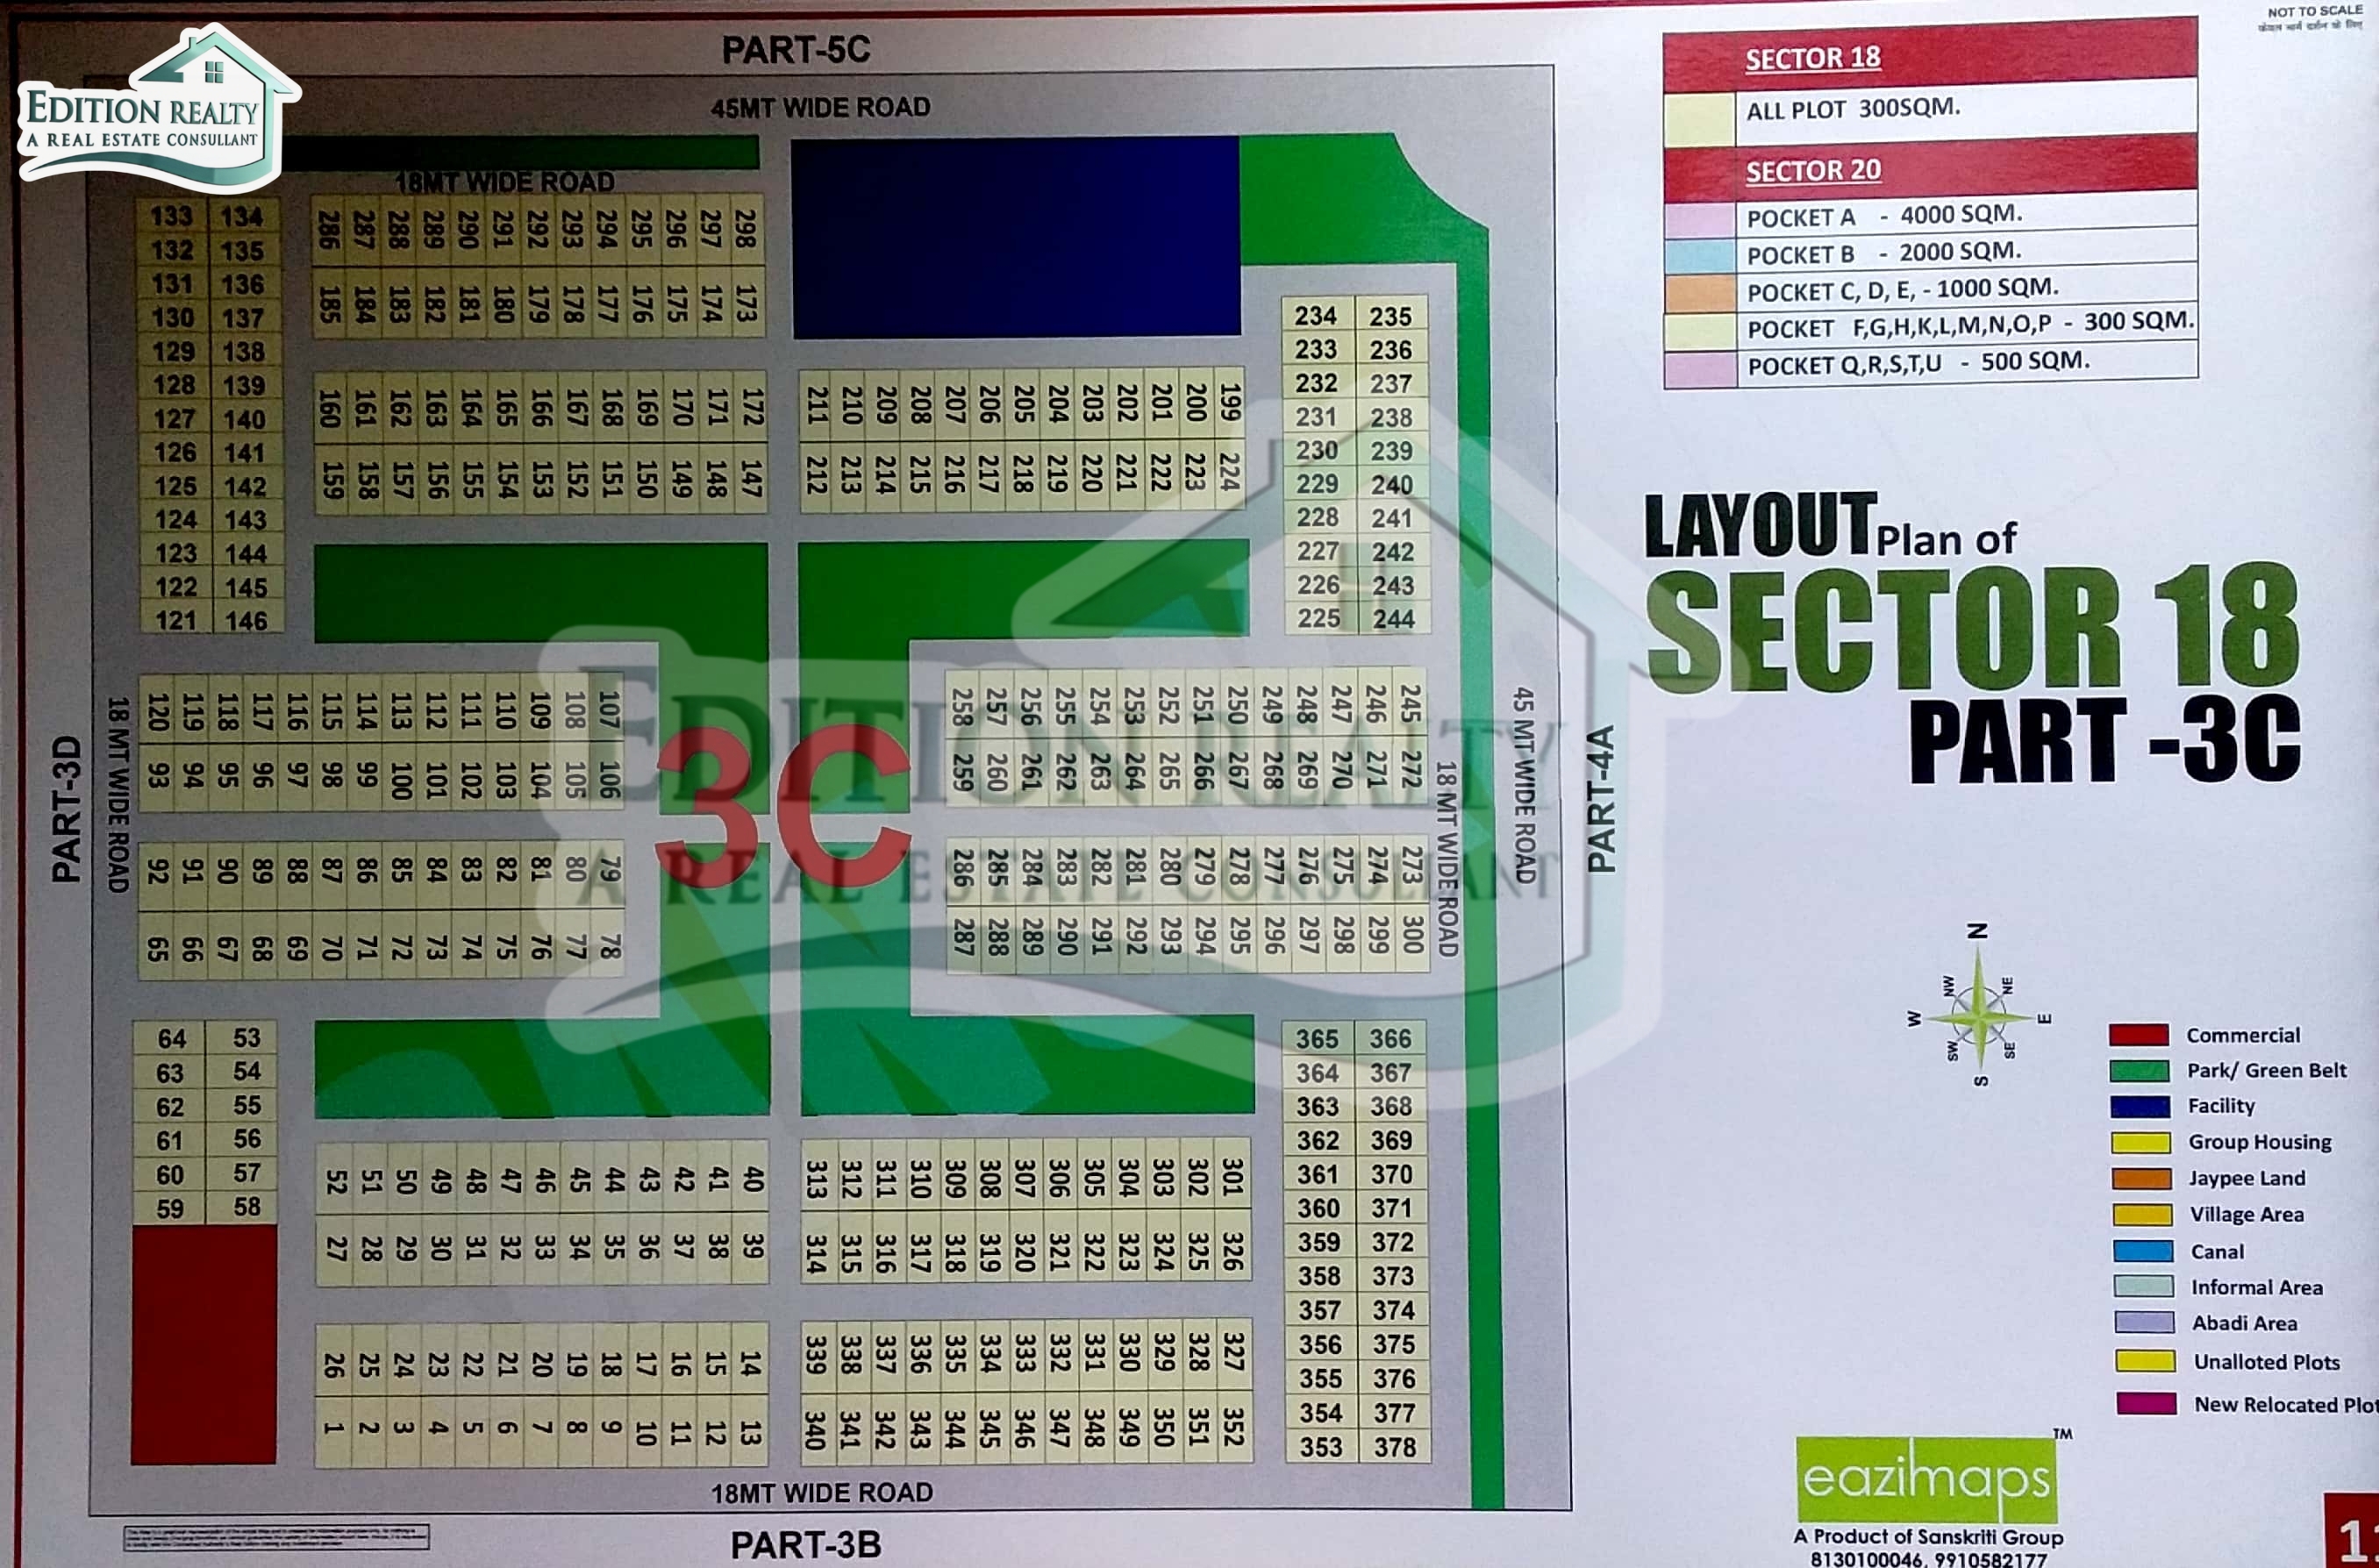 EDITION REALTY
A REAL ESTATE CONSULLANT
NOT TO SCALE
PART-5C
45MT WIDE ROAD
18MT WIDE ROAD
SECTOR 18
ALL PLOT 300SQM.
SECTOR 20
POCKET A - 4000 SQM.
POCKET B - 2000 SQM.
POCKET C, D, E, - 1000 SQM.
POCKET F,G,H,K,L,M,N,O,P - 300 SQM.
POCKET Q,R,S,T,U - 500 SQM.
133 134
132 135
131 136
130 137
129 138
128 139
127 140
126 141
125 142
124 143
123 144
122 145
121 146
286 287 288 289 290 291 292 293 294 295 296 297 298
185 184 183 182 181 180 179 178 177 176 175 174 173
160 161 162 163 164 165 166 167 168 169 170 171 172
159 158 157 156 155 154 153 152 151 150 149 148 147
211 210 209 208 207 206 205 204 203 202 201 200 199
212 213 214 215 216 217 218 219 220 221 222 223 224
234 235
233 236
232 237
231 238
230 239
229 240
228 241
227 242
226 243
225 244
LAYOUT Plan of
SECTOR 18
PART -3C
PART-3D
18 MT WIDE ROAD
120 119 118 117 116 115 114 113 112 111 110 109 108 107
93 94 95 96 97 98 99 100 101 102 103 104 105 106
92 91 90 89 88 87 86 85 84 83 82 81 80 79
65 66 67 68 69 70 71 72 73 74 75 76 77 78
3C
EDITION REALTY
A REAL ESTATE CONSULLANT
258 257 256 255 254 253 252 251 250 249 248 247 246 245
259 260 261 262 263 264 265 266 267 268 269 270 271 272
286 285 284 283 282 281 280 279 278 277 276 275 274 273
287 288 289 290 291 292 293 294 295 296 297 298 299 300
18 MT WIDE ROAD
45 MT WIDE ROAD
PART-4A
64 53
63 54
62 55
61 56
60 57
59 58
52 51 50 49 48 47 46 45 44 43 42 41 40
27 28 29 30 31 32 33 34 35 36 37 38 39
26 25 24 23 22 21 20 19 18 17 16 15 14
1 2 3 4 5 6 7 8 9 10 11 12 13
313 312 311 310 309 308 307 306 305 304 303 302 301
314 315 316 317 318 319 320 321 322 323 324 325 326
339 338 337 336 335 334 333 332 331 330 329 328 327
340 341 342 343 344 345 346 347 348 349 350 351 352
365 366
364 367
363 368
362 369
361 370
360 371
359 372
358 373
357 374
356 375
355 376
354 377
353 378
18MT WIDE ROAD
PART-3B
N
NW NE
W E
SW SE
S
Commercial
Park/ Green Belt
Facility
Group Housing
Jaypee Land
Village Area
Canal
Informal Area
Abadi Area
Unalloted Plots
New Relocated Plot
eazimaps TM
A Product of Sanskriti Group
8130100046, 9910582177